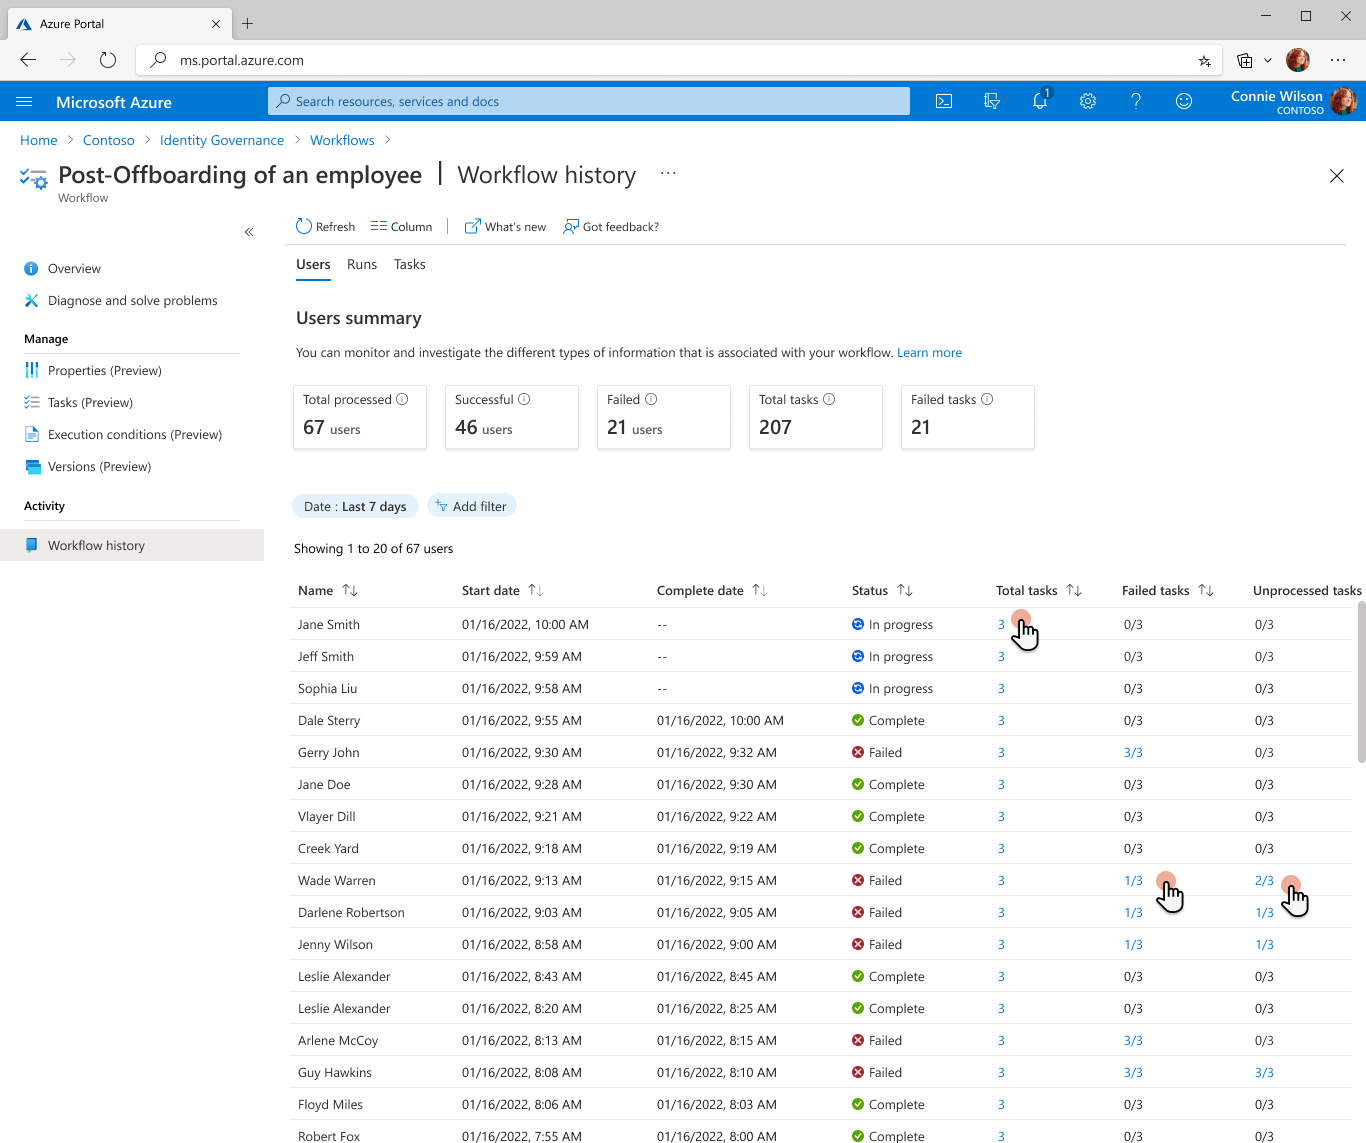 Azure Portal
ms.portal.azure.com
Microsoft Azure
Search resources, services and docs
1
Connie Wilson
CONTOSO
Home > Contoso > Identity Governance > Workflows >
Post-Offboarding of an employee | Workflow history ...
Workflow
«
Refresh Column What's new Got feedback?
Overview
Diagnose and solve problems
Manage
Properties (Preview)
Tasks (Preview)
Execution conditions (Preview)
Versions (Preview)
Activity
Workflow history
Users Runs Tasks
Users summary
You can monitor and investigate the different types of information that is associated with your workflow. Learn more
Total processed Successful Failed Total tasks Failed tasks
67 users 46 users 21 users 207 21
Date : Last 7 days Add filter
Showing 1 to 20 of 67 users
Name Start date Complete date Status Total tasks Failed tasks Unprocessed tasks
Jane Smith 01/16/2022, 10:00 AM -- In progress 3 0/3 0/3
Jeff Smith 01/16/2022, 9:59 AM -- In progress 3 0/3 0/3
Sophia Liu 01/16/2022, 9:58 AM -- In progress 3 0/3 0/3
Dale Sterry 01/16/2022, 9:55 AM 01/16/2022, 10:00 AM Complete 3 0/3 0/3
Gerry John 01/16/2022, 9:30 AM 01/16/2022, 9:32 AM Failed 3 3/3 0/3
Jane Doe 01/16/2022, 9:28 AM 01/16/2022, 9:30 AM Complete 3 0/3 0/3
Vlayer Dill 01/16/2022, 9:21 AM 01/16/2022, 9:22 AM Complete 3 0/3 0/3
Creek Yard 01/16/2022, 9:18 AM 01/16/2022, 9:19 AM Complete 3 0/3 0/3
Wade Warren 01/16/2022, 9:13 AM 01/16/2022, 9:15 AM Failed 3 1/3 2/3
Darlene Robertson 01/16/2022, 9:03 AM 01/16/2022, 9:05 AM Failed 3 1/3 1/3
Jenny Wilson 01/16/2022, 8:58 AM 01/16/2022, 9:00 AM Failed 3 1/3 1/3
Leslie Alexander 01/16/2022, 8:43 AM 01/16/2022, 8:45 AM Complete 3 0/3 0/3
Leslie Alexander 01/16/2022, 8:20 AM 01/16/2022, 8:25 AM Complete 3 0/3 0/3
Arlene McCoy 01/16/2022, 8:13 AM 01/16/2022, 8:15 AM Failed 3 3/3 0/3
Guy Hawkins 01/16/2022, 8:08 AM 01/16/2022, 8:10 AM Failed 3 3/3 3/3
Floyd Miles 01/16/2022, 8:06 AM 01/16/2022, 8:03 AM Complete 3 0/3 0/3
Robert Fox 01/16/2022, 7:55 AM 01/16/2022, 8:00 AM Complete 3 0/3 0/3